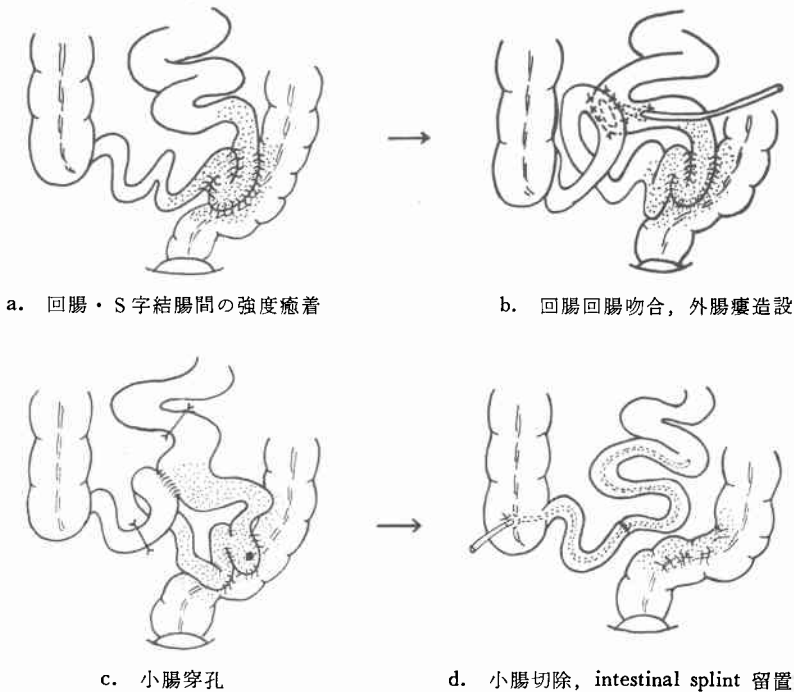 a. 回腸・S字結腸間の強度癒着
b. 回腸回腸吻合，外腸瘻造設
c. 小腸穿孔
d. 小腸切除，intestinal splint 留置